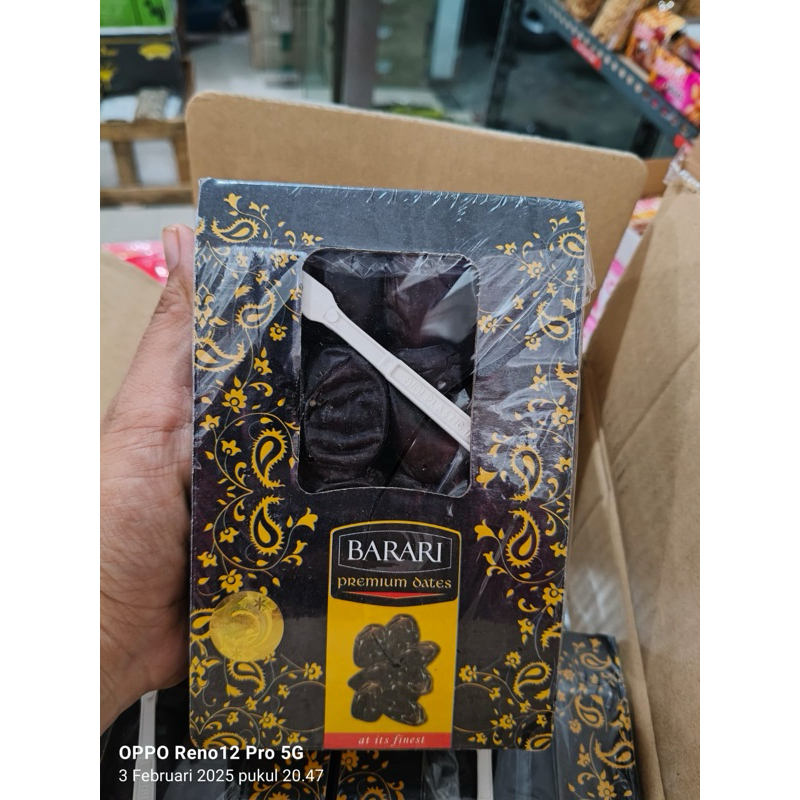 BARARI
PREMIUM DATES
at its finest
OPPO Reno12 Pro 5G
3 Februari 2025 pukul 20.47